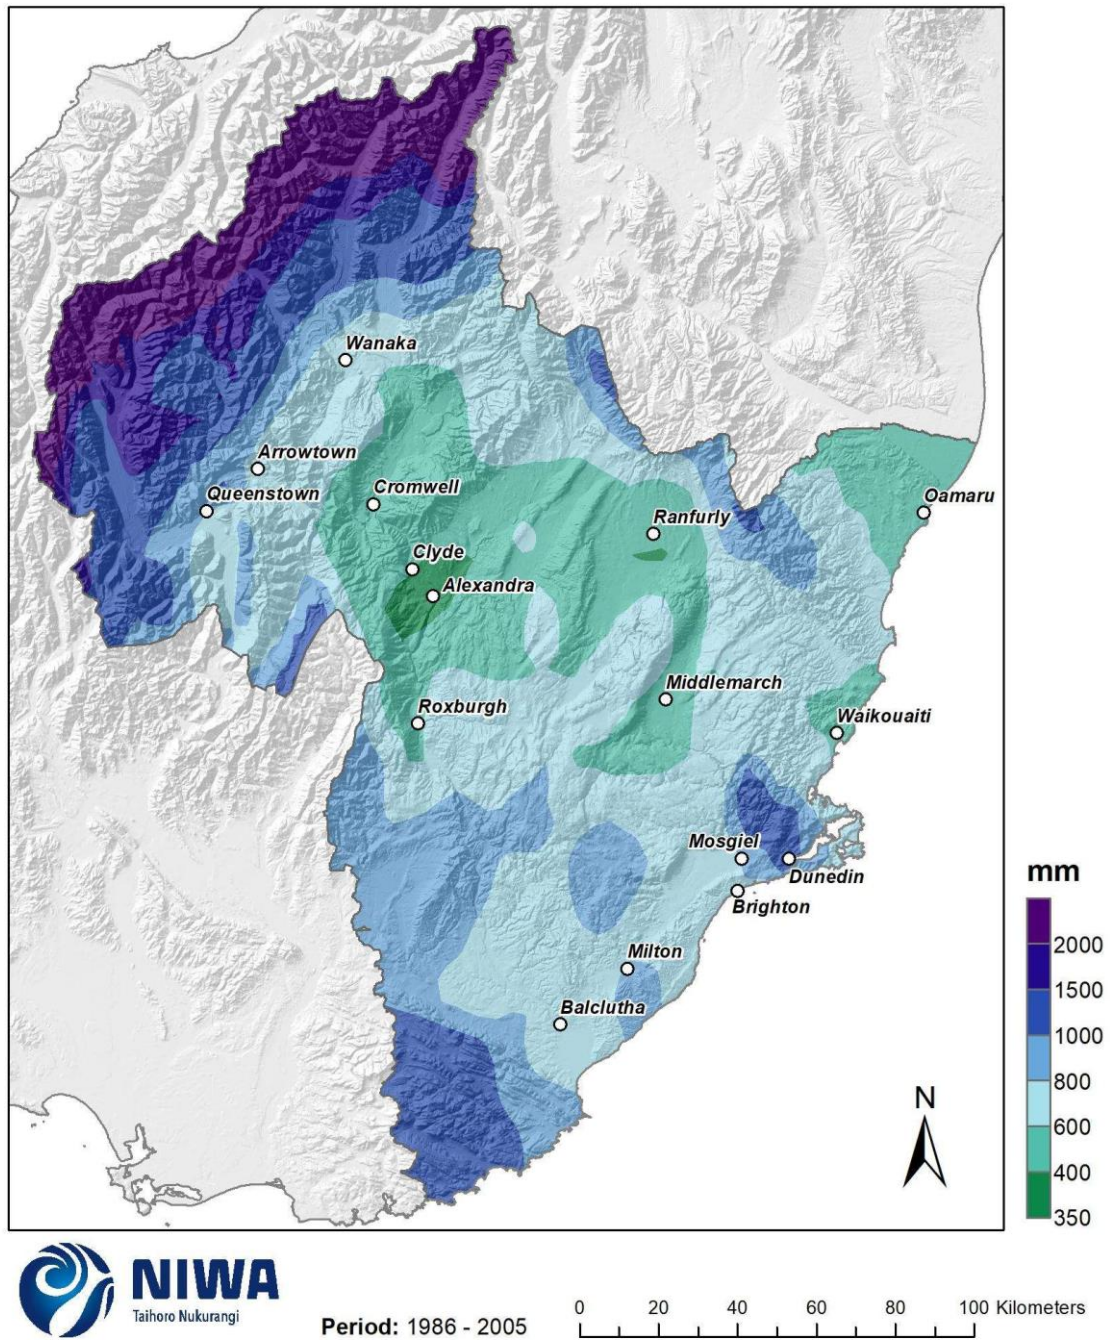 Wanaka
Arrowtown
Queenstown
Cromwell
Clyde
Alexandra
Ranfurly
Oamaru
Roxburgh
Middlemarch
Waikouaiti
Mosgiel
Dunedin
Brighton
Milton
Balclutha
mm
2000
1500
1000
800
600
400
350
N
NIWA
Taihoro Nukurangi
Period: 1986 - 2005
0 20 40 60 80 100 Kilometers